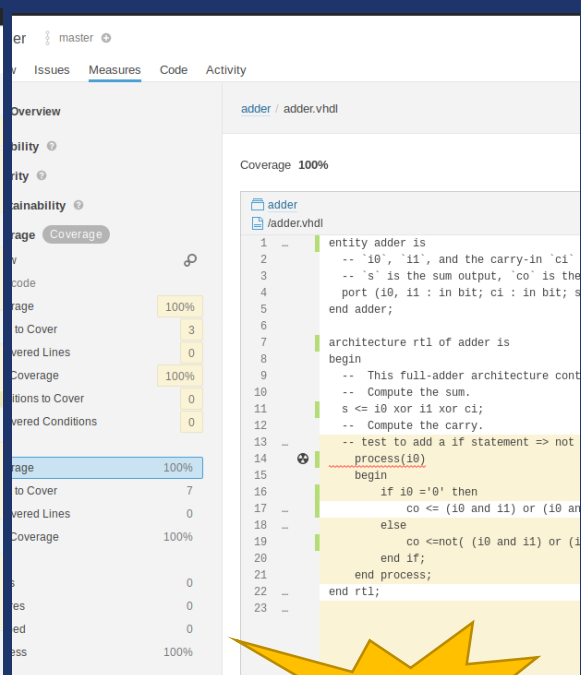 er master
Issues Measures Code Activity
Overview
adder / adder.vhdl
Coverage 100%
bility
rity
tainability
rage Coverage
code
rage 100%
to Cover 3
vered Lines 0
Coverage 100%
itions to Cover 0
vered Conditions 0
rage 100%
to Cover 7
vered Lines 0
Coverage 100%
s 0
res 0
ed 0
ess 100%
adder
/adder.vhdl
1 … entity adder is
2 -- `i0`, `i1`, and the carry-in `ci`
3 -- `s` is the sum output, `co` is the
4 port (i0, i1 : in bit; ci : in bit; s
5 end adder;
6
7 architecture rtl of adder is
8 begin
9 -- This full-adder architecture cont
10 -- Compute the sum.
11 s <= i0 xor i1 xor ci;
12 -- Compute the carry.
13 … -- test to add a if statement => not
14 process(i0)
15 begin
16 if i0 ='0' then
17 … co <= (i0 and i1) or (i0 an
18 … else
19 co <=not( (i0 and i1) or (i
20 end if;
21 end process;
22 … end rtl;
23 …